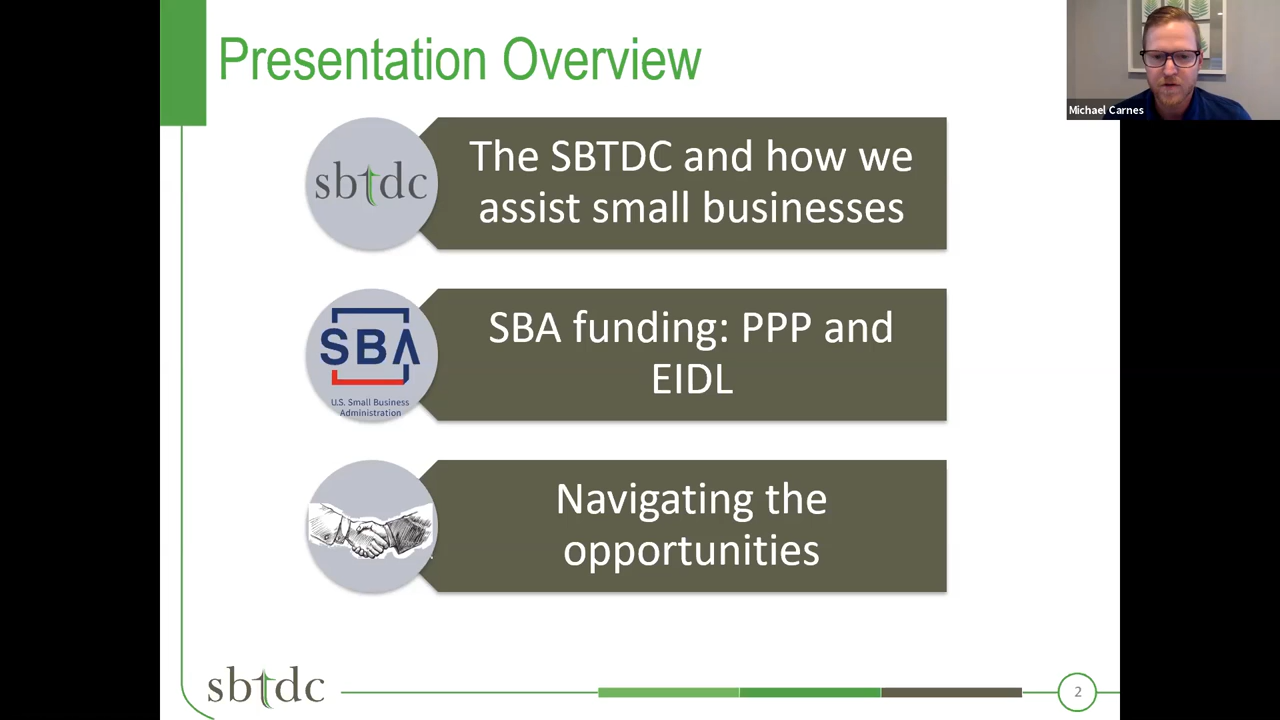 Presentation Overview
Michael Carnes
sbtdc
The SBTDC and how we
assist small businesses
SBA
U.S. Small Business
Administration
SBA funding: PPP and
EIDL
Navigating the
opportunities
sbtdc
2